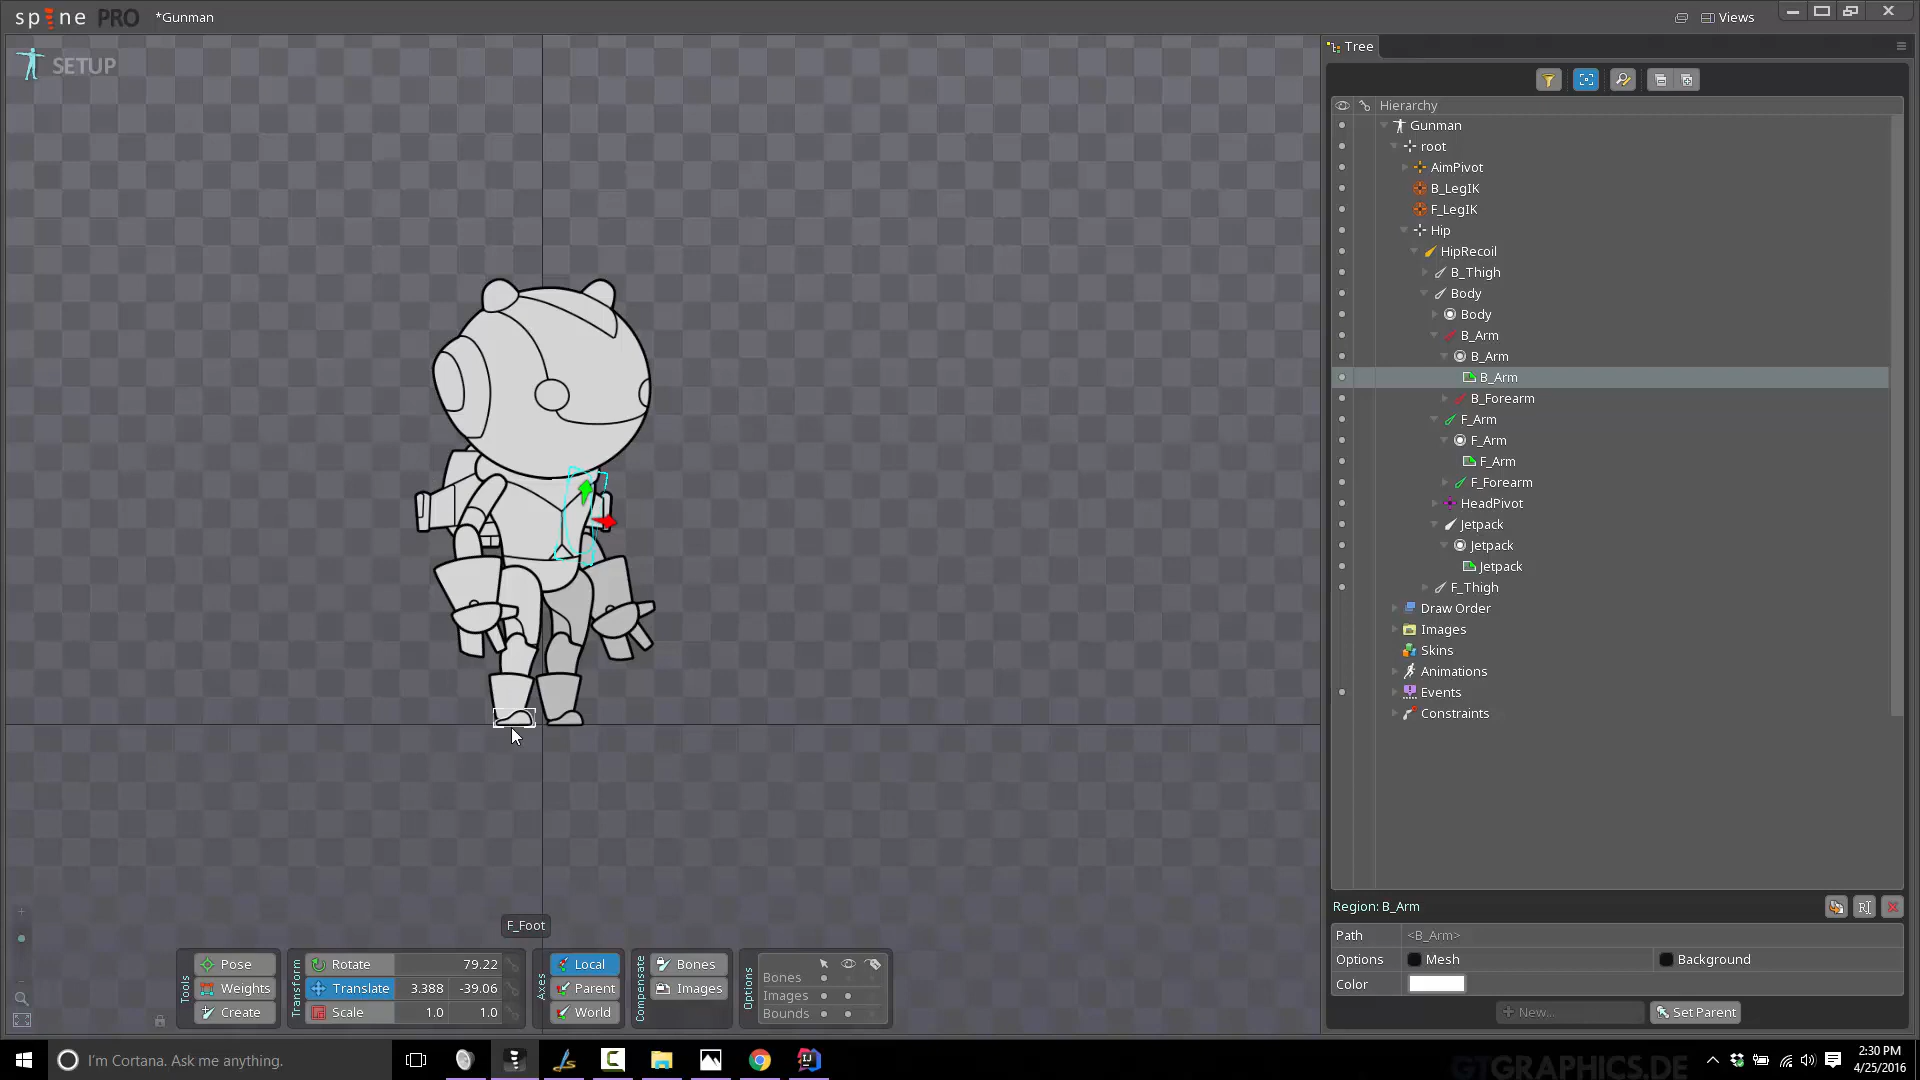 spine PRO *Gunman
Views
SETUP
Tree
Hierarchy
Gunman
root
AimPivot
B_LegIK
F_LegIK
Hip
HipRecoil
B_Thigh
Body
Body
B_Arm
B_Arm
B_Arm
B_Forearm
F_Arm
F_Arm
F_Arm
F_Forearm
HeadPivot
Jetpack
Jetpack
Jetpack
F_Thigh
Draw Order
Images
Skins
Animations
Events
Constraints
Region: B_Arm
Path <B_Arm>
Options Mesh Background
Color
New... Set Parent
F_Foot
Tools
Pose
Weights
Create
Transform
Rotate 79.22
Translate 3.388 -39.06
Scale 1.0 1.0
Axes
Local
Parent
World
Compensate
Bones
Images
Options
Bones
Images
Bounds
I'm Cortana. Ask me anything.
GTGRAPHICS.DE
2:30 PM
4/25/2016